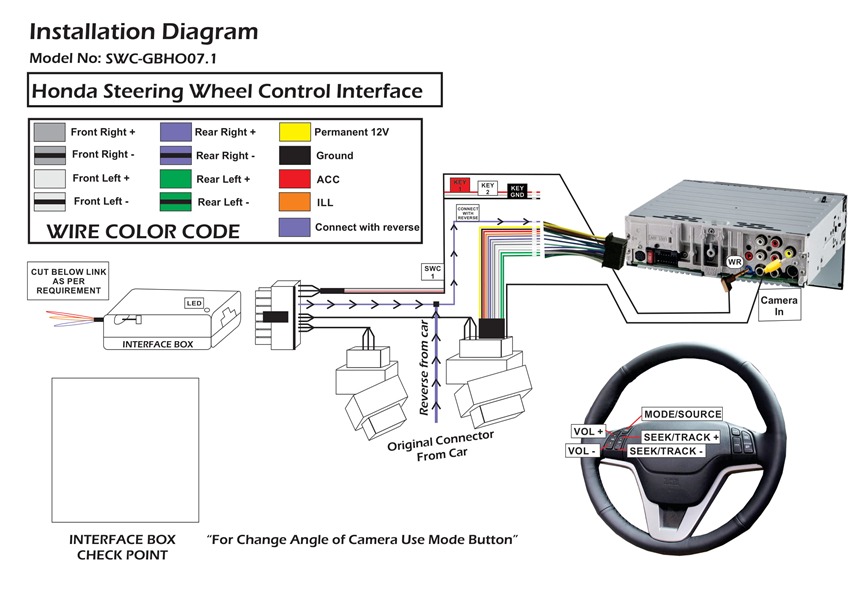 Installation Diagram
Model No: SWC-GBHO07.1
Honda Steering Wheel Control Interface
Front Right +
Rear Right +
Permanent 12V
Front Right -
Rear Right -
Ground
Front Left +
Rear Left +
ACC
Front Left -
Rear Left -
ILL
WIRE COLOR CODE
Connect with reverse
KEY
1
KEY
2
KEY
GND
CONNECT
WITH
REVERSE
SWC
1
WR
Camera
In
CUT BELOW LINK
AS PER
REQUIREMENT
LED
INTERFACE BOX
Reverse from car
Original Connector
From Car
MODE/SOURCE
VOL +
SEEK/TRACK +
VOL -
SEEK/TRACK -
INTERFACE BOX
CHECK POINT
“For Change Angle of Camera Use Mode Button”